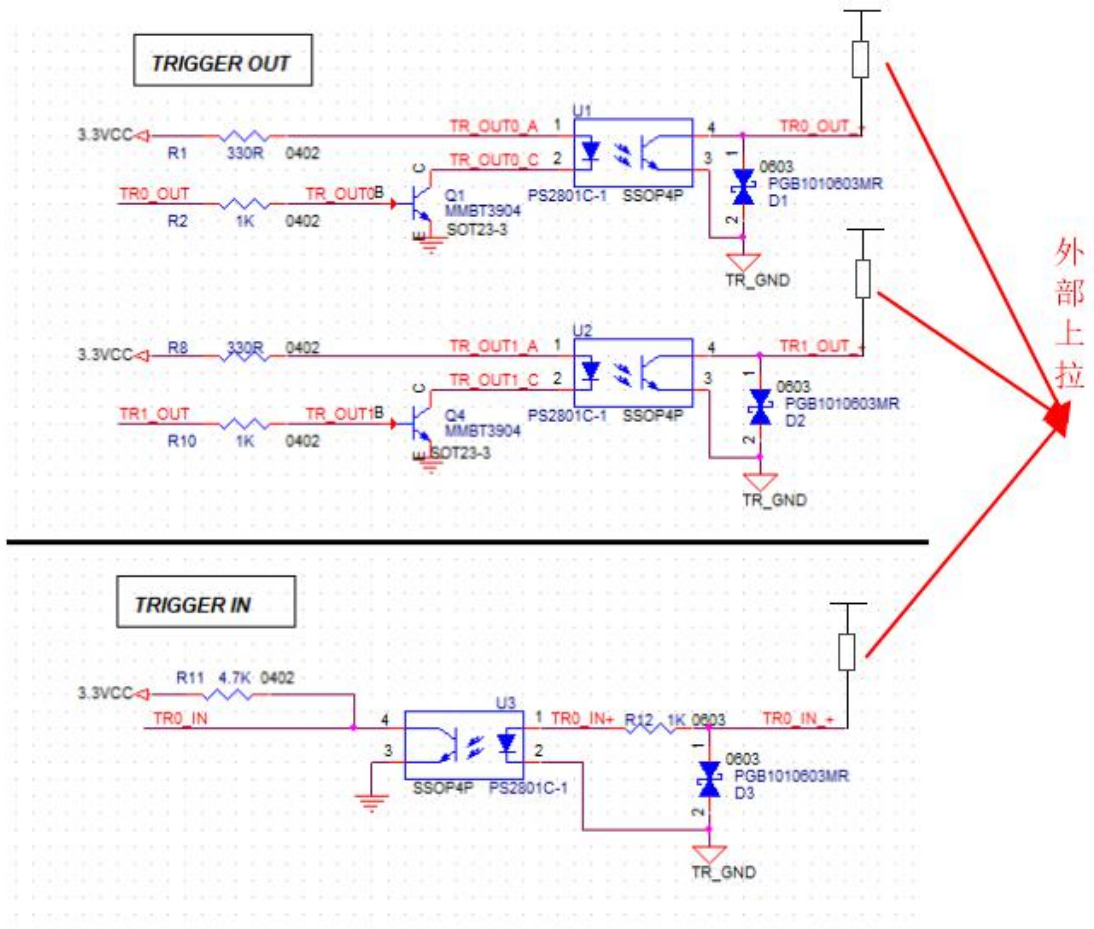 TRIGGER OUT
3.3VCC
R1
330R
0402
TR_OUT0_A
1
U1
4
TR0_OUT_+
TR_OUT0_C
2
3
PS2801C-1
SSOP4P
TR0_OUT
R2
1K
0402
TR_OUT0
B
C
E
Q1
MMBT3904
SOT23-3
1
2
0603
PGB1010603MR
D1
TR_GND
3.3VCC
R8
330R
0402
TR_OUT1_A
1
U2
4
TR1_OUT_+
TR_OUT1_C
2
3
PS2801C-1
SSOP4P
TR1_OUT
R10
1K
0402
TR_OUT1
B
C
E
Q4
MMBT3904
SOT23-3
1
2
0603
PGB1010603MR
D2
TR_GND
外
部
上
拉
TRIGGER IN
3.3VCC
R11
4.7K
0402
TR0_IN
4
3
U3
1
2
SSOP4P
PS2801C-1
TR0_IN+
R12
1K
0603
TR0_IN_+
1
2
0603
PGB1010603MR
D3
TR_GND